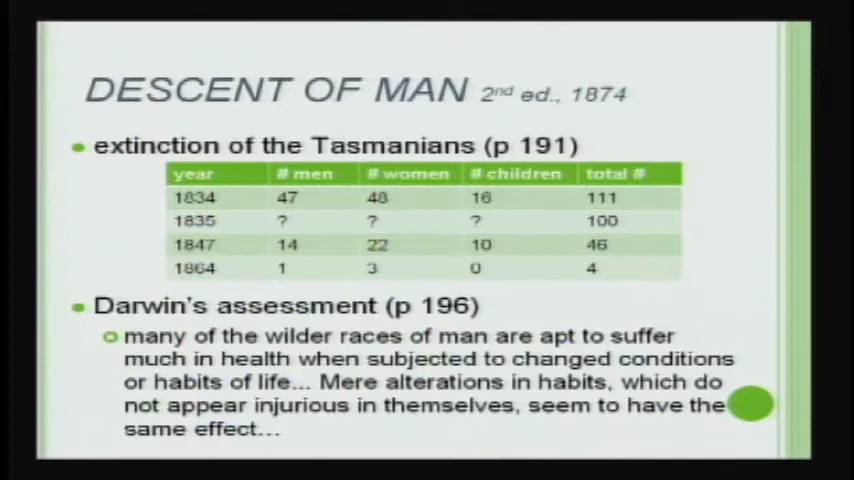 DESCENT OF MAN 2nd ed., 1874
extinction of the Tasmanians (p 191)
year # men # women # children total #
1834 47 48 16 111
1835 ? ? ? 100
1847 14 22 10 46
1864 1 3 0 4
Darwin's assessment (p 196)
many of the wilder races of man are apt to suffer
much in health when subjected to changed conditions
or habits of life... Mere alterations in habits, which do
not appear injurious in themselves, seem to have the
same effect...